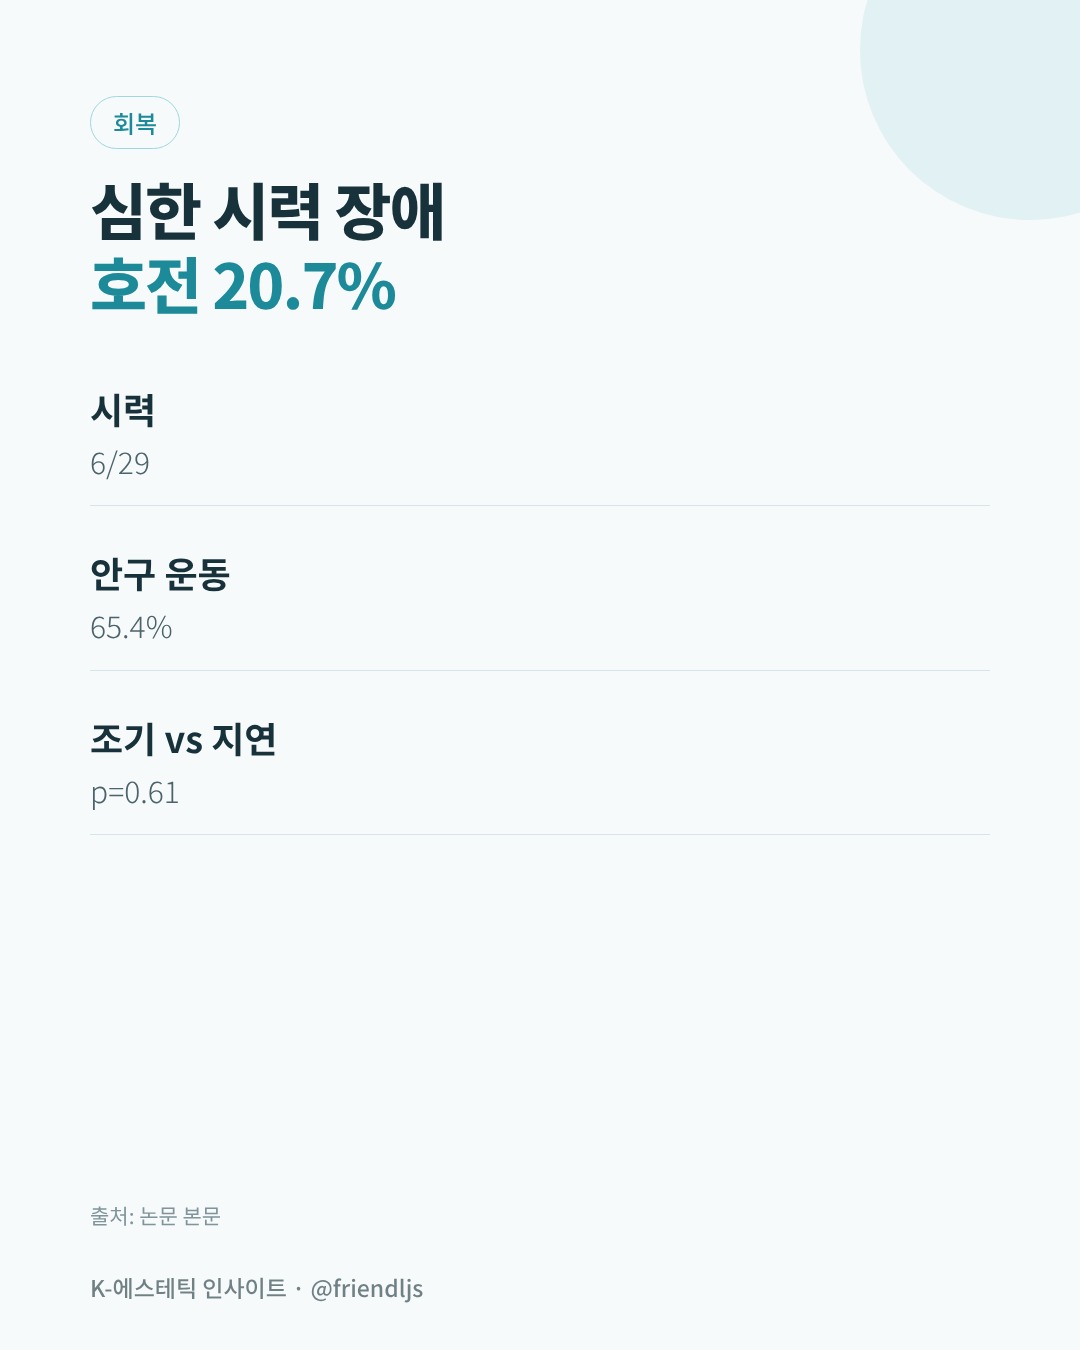 회복
심한 시력 장애
호전 20.7%
시력
6/29
안구 운동
65.4%
조기 vs 지연
p=0.61
출처: 논문 본문
K-에스테틱 인사이트 · @friendljs